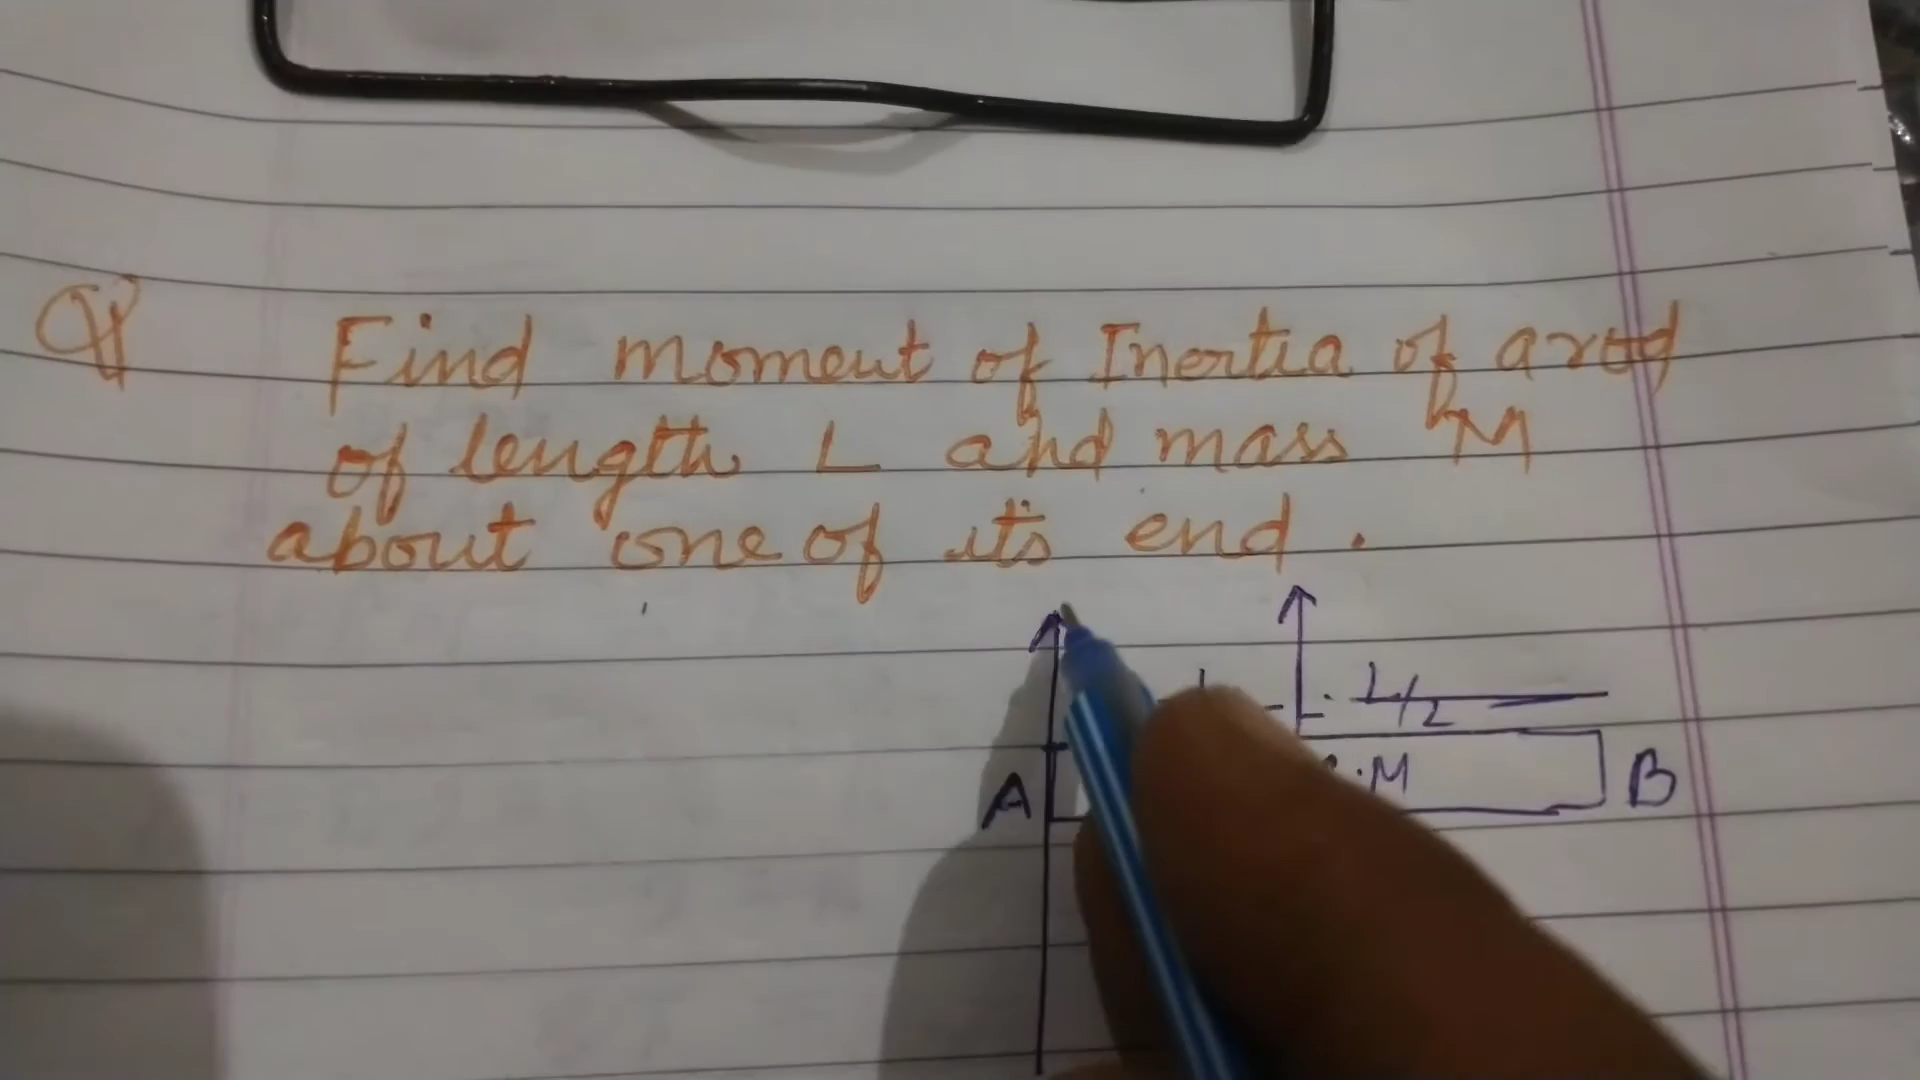 Q
Find moment of Inertia of a rod
of length L and mass M
about one of its end .
L/2
A
.M
B